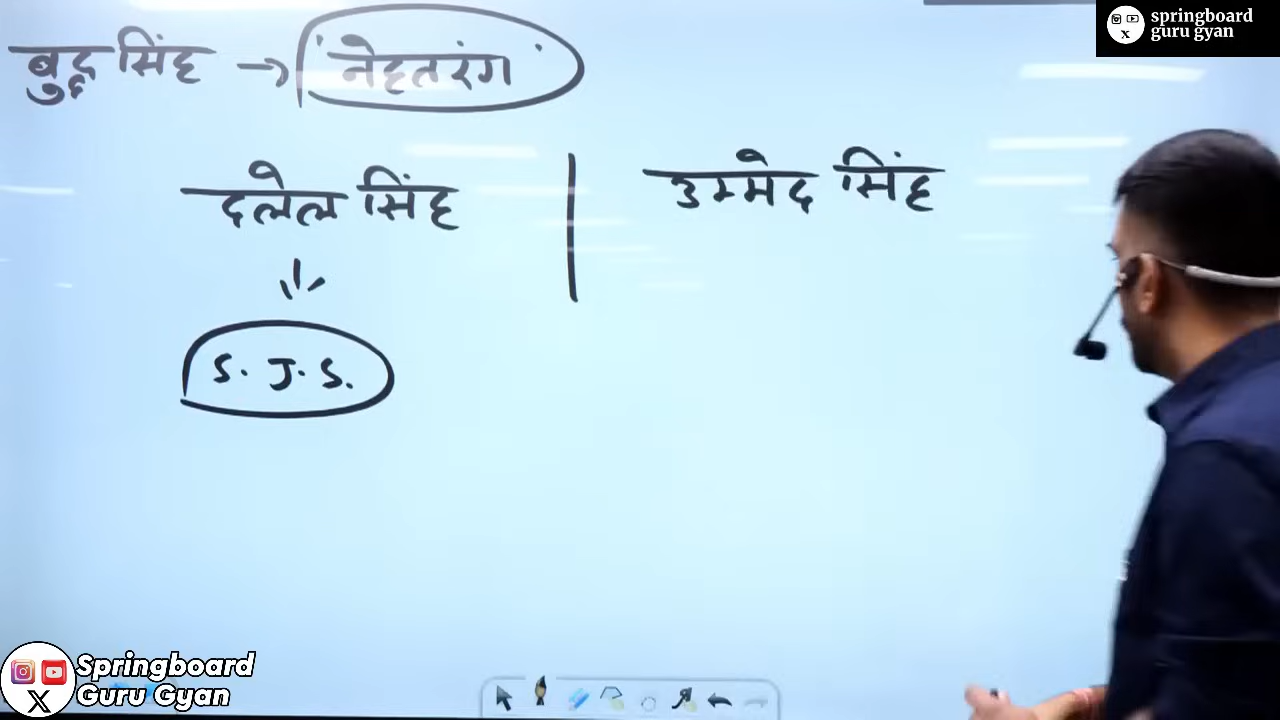 springboard
guru gyan
बुद्ध सिंह → 'नेहतरंग'
दलेल सिंह | उम्मेद सिंह
S. J. S.
Springboard
Guru Gyan